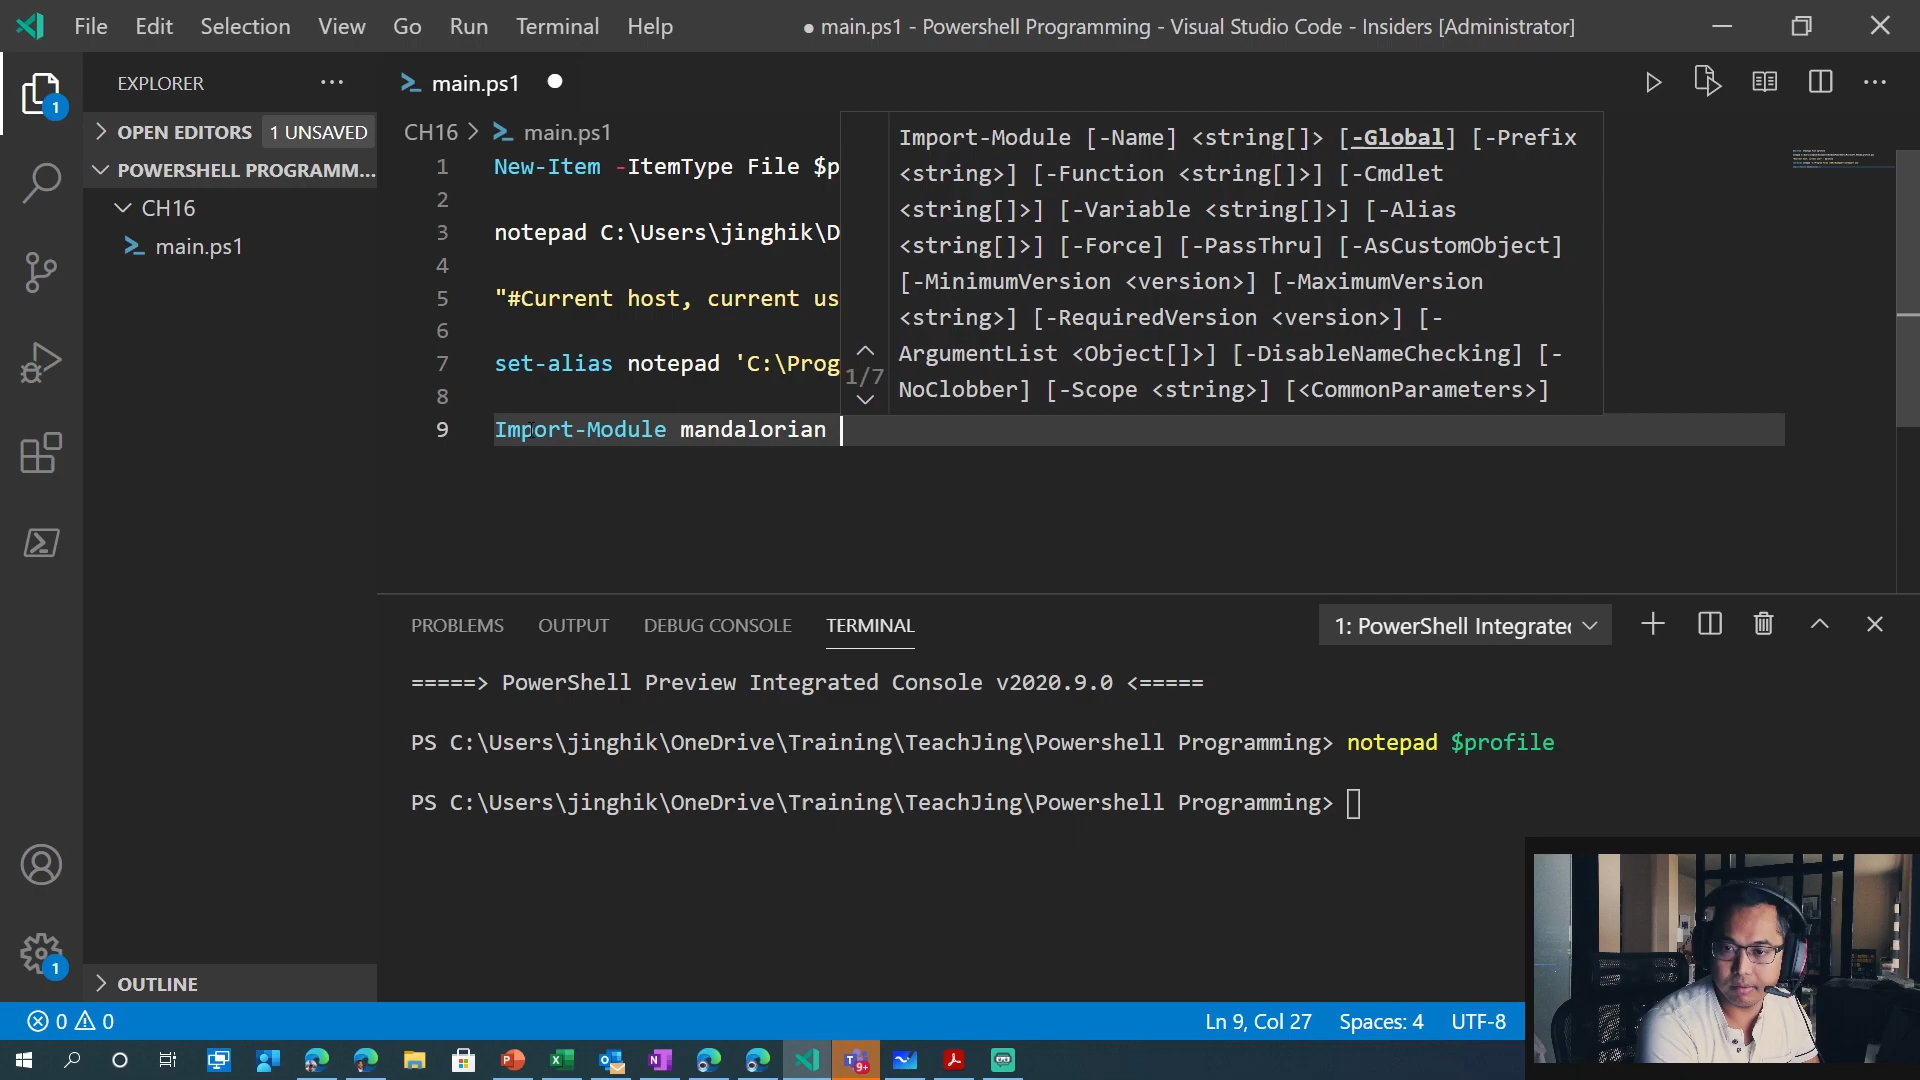 File Edit Selection View Go Run Terminal Help
● main.ps1 - Powershell Programming - Visual Studio Code - Insiders [Administrator]
EXPLORER
OPEN EDITORS 1 UNSAVED
POWERSHELL PROGRAMM...
CH16
main.ps1
OUTLINE
1
1
main.ps1
CH16 > main.ps1
1 New-Item -ItemType File $p
2
3 notepad C:\Users\jinghik\D
4
5 "#Current host, current us
6
7 set-alias notepad 'C:\Prog
8
9 Import-Module mandalorian
1/7
Import-Module [-Name] <string[]> [-Global] [-Prefix
<string>] [-Function <string[]>] [-Cmdlet
<string[]>] [-Variable <string[]>] [-Alias
<string[]>] [-Force] [-PassThru] [-AsCustomObject]
[-MinimumVersion <version>] [-MaximumVersion
<string>] [-RequiredVersion <version>] [-
ArgumentList <Object[]>] [-DisableNameChecking] [-
NoClobber] [-Scope <string>] [<CommonParameters>]
PROBLEMS OUTPUT DEBUG CONSOLE TERMINAL
1: PowerShell Integrate
=====> PowerShell Preview Integrated Console v2020.9.0 <=====
PS C:\Users\jinghik\OneDrive\Training\TeachJing\Powershell Programming> notepad $profile
PS C:\Users\jinghik\OneDrive\Training\TeachJing\Powershell Programming>
0 0
Ln 9, Col 27 Spaces: 4 UTF-8
9+